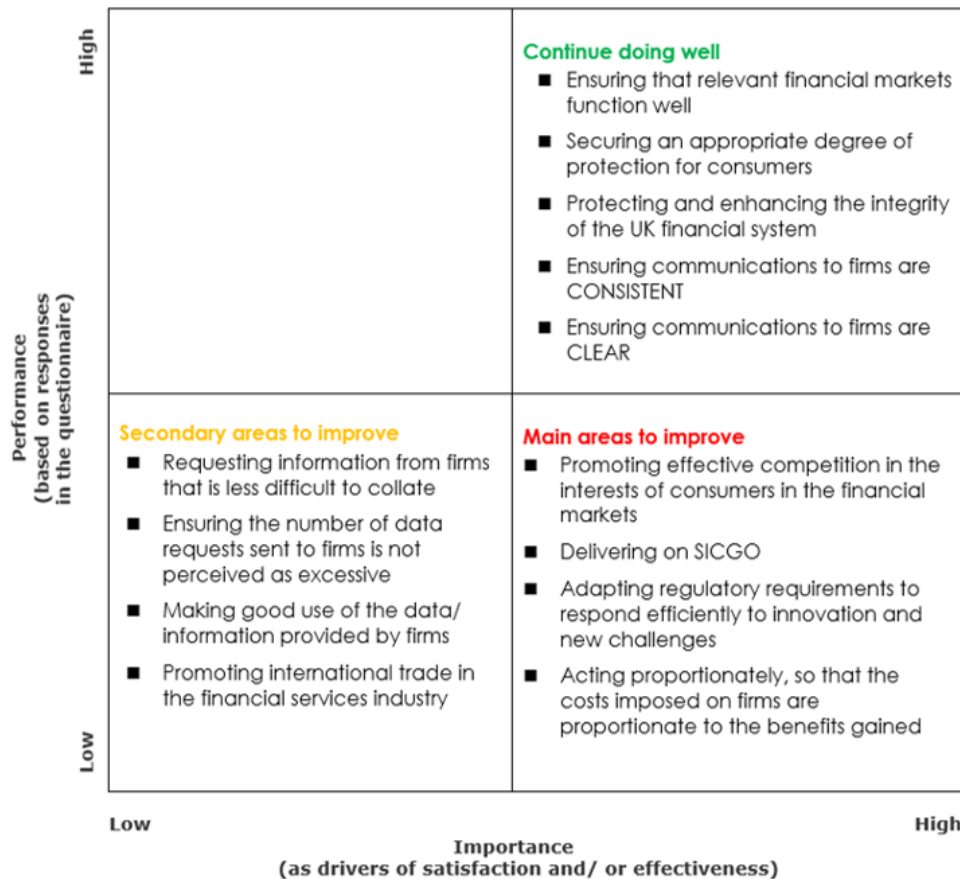 High
Continue doing well
■ Ensuring that relevant financial markets
function well
■ Securing an appropriate degree of
protection for consumers
■ Protecting and enhancing the integrity
of the UK financial system
■ Ensuring communications to firms are
CONSISTENT
■ Ensuring communications to firms are
CLEAR
Performance
(based on responses
in the questionnaire)
Secondary areas to improve
■ Requesting information from firms
that is less difficult to collate
■ Ensuring the number of data
requests sent to firms is not
perceived as excessive
■ Making good use of the data/
information provided by firms
■ Promoting international trade in
the financial services industry
Main areas to improve
■ Promoting effective competition in the
interests of consumers in the financial
markets
■ Delivering on SICGO
■ Adapting regulatory requirements to
respond efficiently to innovation and
new challenges
■ Acting proportionately, so that the
costs imposed on firms are
proportionate to the benefits gained
Low
Low
High
Importance
(as drivers of satisfaction and/ or effectiveness)